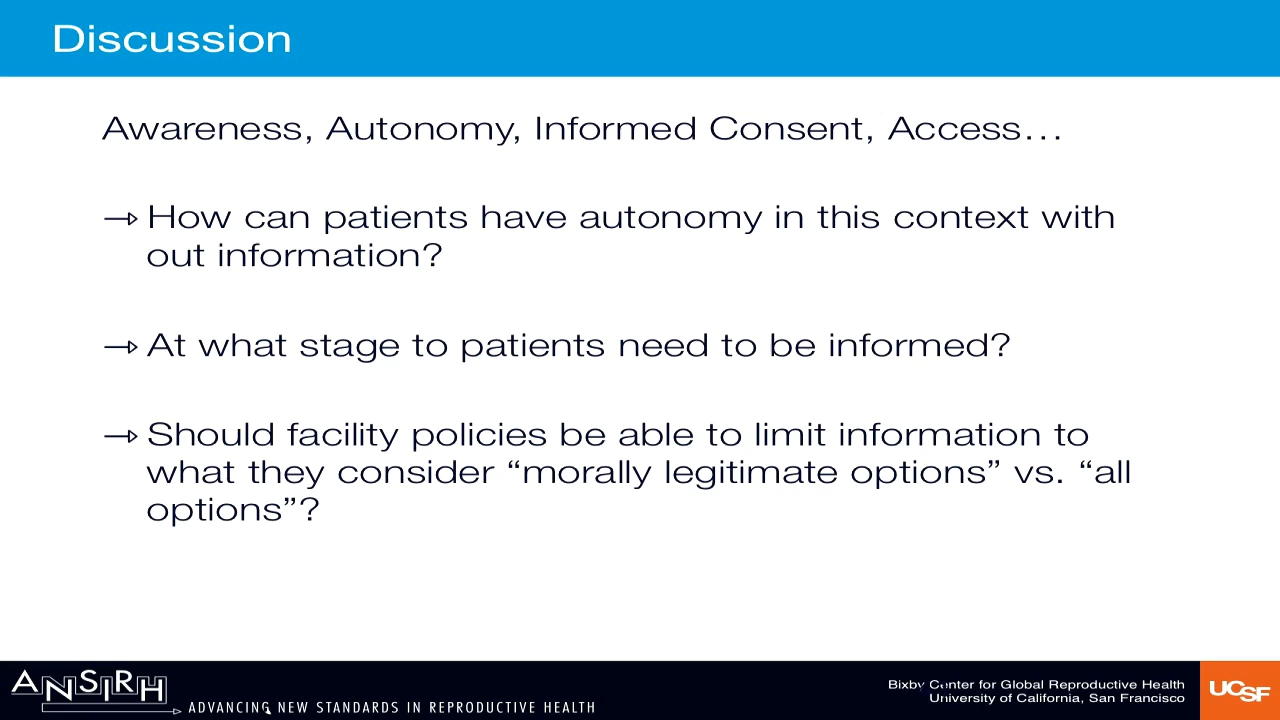 Discussion
Awareness, Autonomy, Informed Consent, Access...
How can patients have autonomy in this context with
out information?
At what stage to patients need to be informed?
Should facility policies be able to limit information to
what they consider “morally legitimate options” vs. “all
options”?
ANSIRH
ADVANCING NEW STANDARDS IN REPRODUCTIVE HEALTH
Bixby Center for Global Reproductive Health
University of California, San Francisco
UCSF